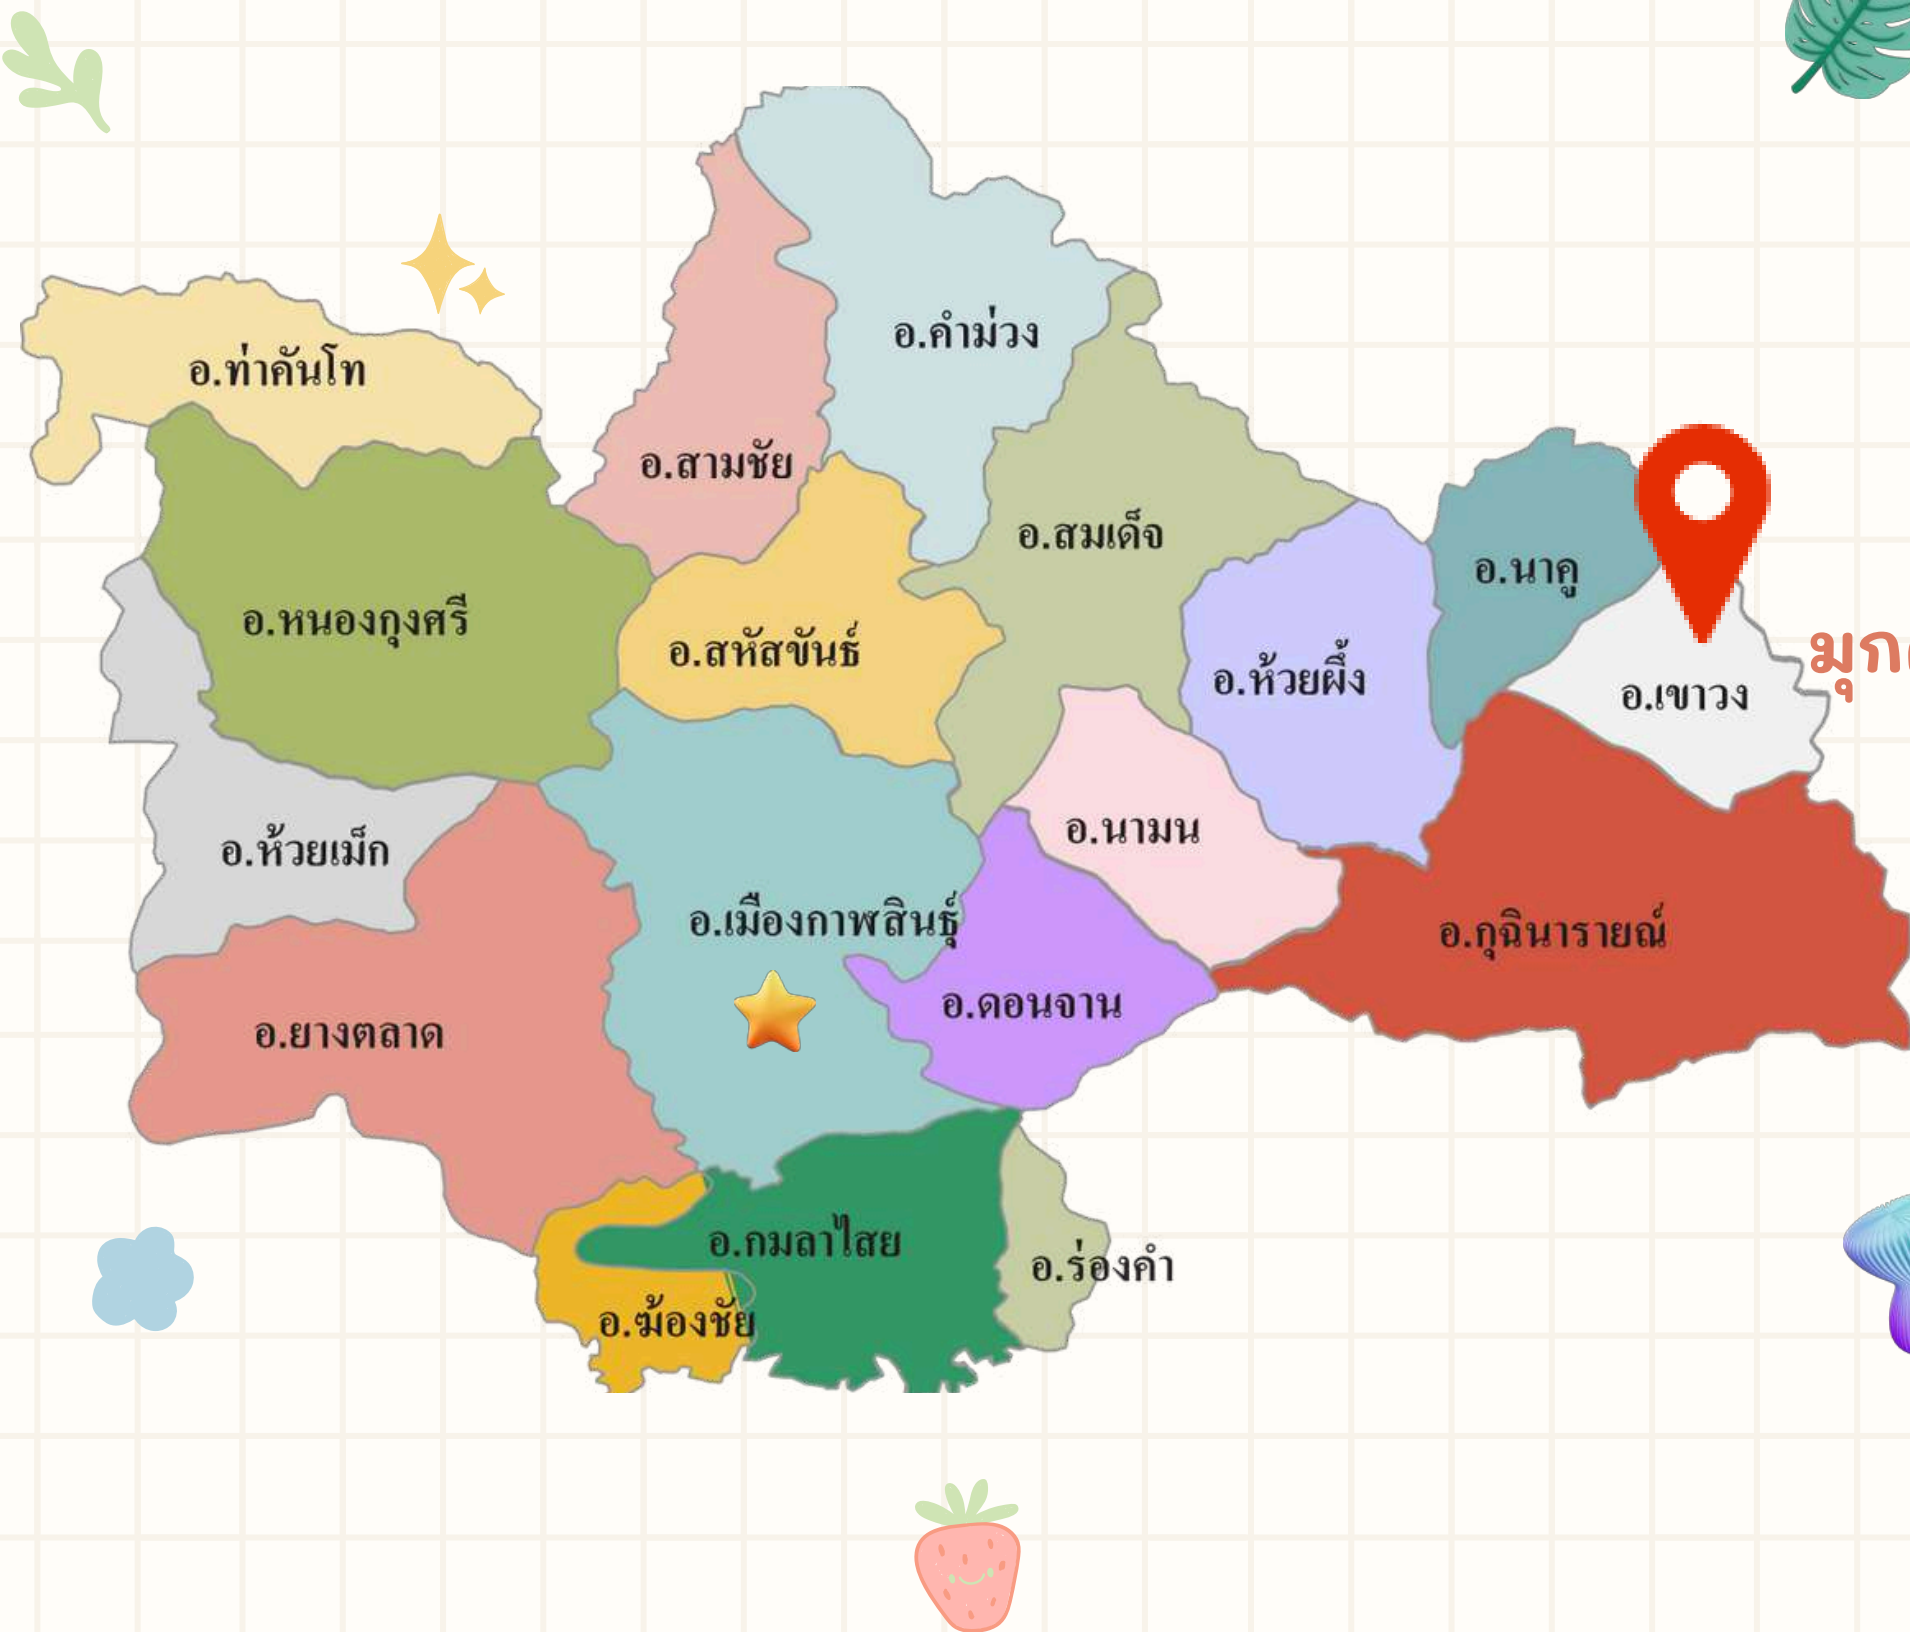 อ.คำม่วง
อ.ท่าคันโท
อ.สามชัย
อ.สมเด็จ
อ.นาคู
อ.หนองกุงศรี
อ.สหัสขันธ์
อ.ห้วยผึ้ง
มุก
อ.เขาวง
อ.นามน
อ.ห้วยเม็ก
อ.เมืองกาฬสินธุ์
อ.กุฉินารายณ์
อ.ดอนจาน
อ.ยางตลาด
อ.กมลาไสย
อ.ร่องคำ
อ.ฆ้องชัย